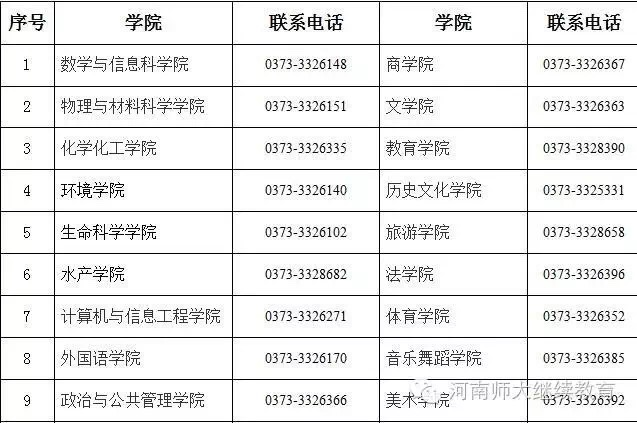 序号 学院 联系电话 学院 联系电话
1 数学与信息科学院 0373-3326148 商学院 0373-3326367
2 物理与材料科学学院 0373-3326151 文学院 0373-3326363
3 化学化工学院 0373-3326335 教育学院 0373-3328390
4 环境学院 0373-3326140 历史文化学院 0373-3325331
5 生命科学学院 0373-3326102 旅游学院 0373-3328658
6 水产学院 0373-3328682 法学院 0373-3326396
7 计算机与信息工程学院 0373-3326271 体育学院 0373-3326352
8 外国语学院 0373-3326170 音乐舞蹈学院 0373-3326385
9 政治与公共管理学院 0373-3326366 美术学院 0373-3326392
河南师大继续教育